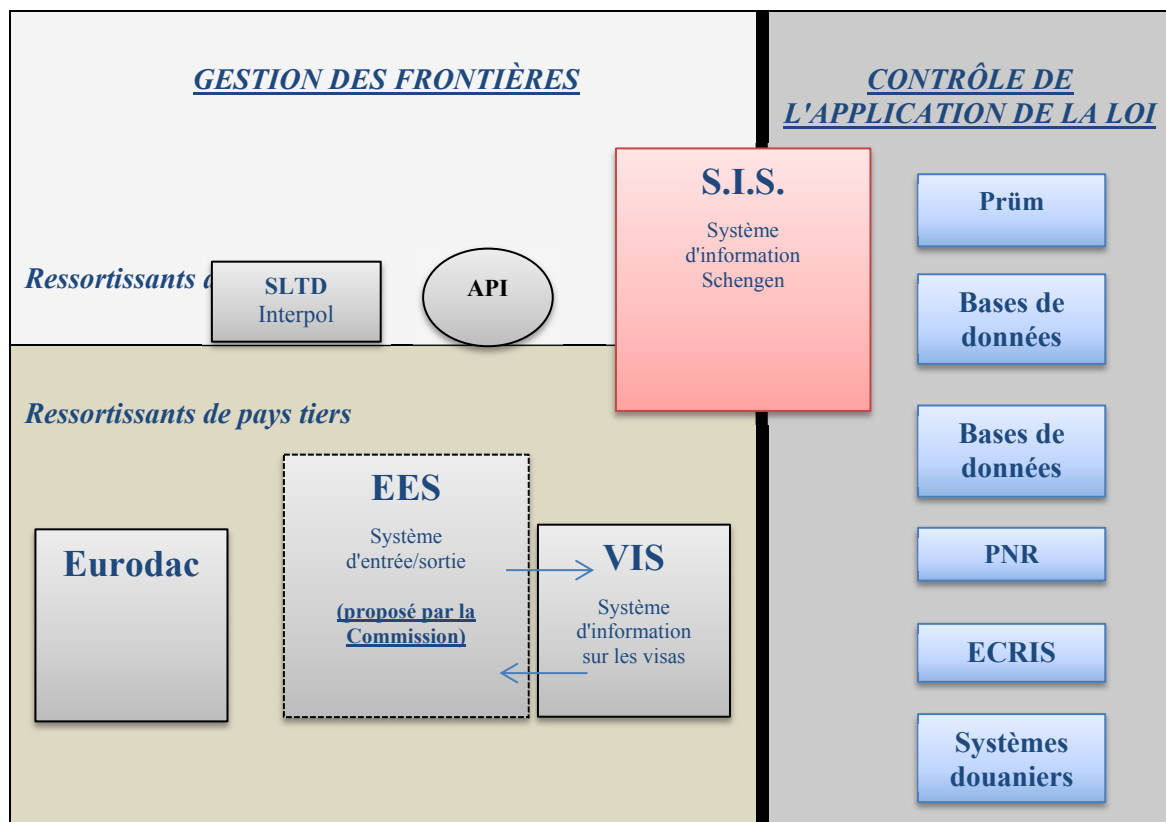 GESTION DES FRONTIÈRES
CONTRÔLE DE
L'APPLICATION DE LA LOI
Ressortissants
SLTD
Interpol
API
S.I.S.
Système
d'information
Schengen
Ressortissants de pays tiers
EES
Système
d'entrée/sortie
(proposé par la
Commission)
Eurodac
VIS
Système
d'information
sur les visas
Prüm
Bases de
données
Bases de
données
PNR
ECRIS
Systèmes
douaniers